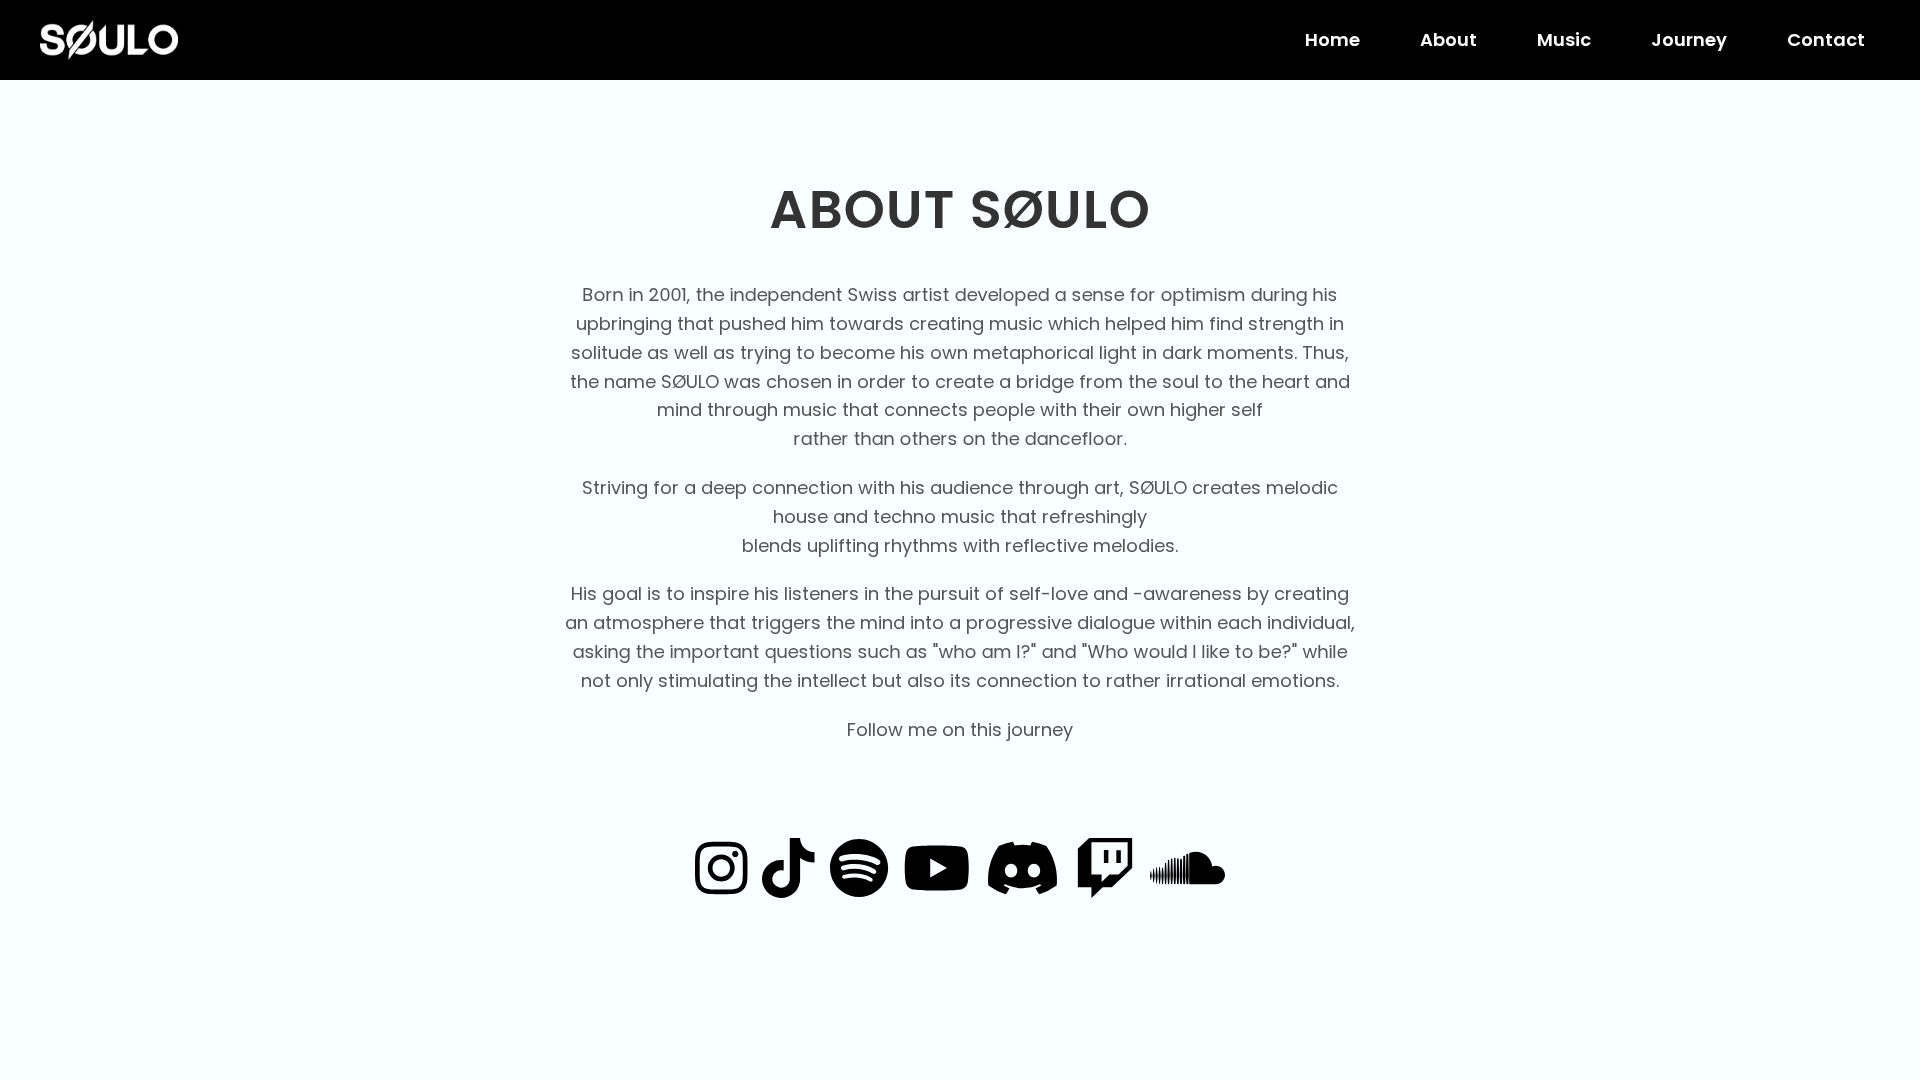 SØULO
Home About Music Journey Contact
ABOUT SØULO
Born in 2001, the independent Swiss artist developed a sense for optimism during his
upbringing that pushed him towards creating music which helped him find strength in
solitude as well as trying to become his own metaphorical light in dark moments. Thus,
the name SØULO was chosen in order to create a bridge from the soul to the heart and
mind through music that connects people with their own higher self
rather than others on the dancefloor.
Striving for a deep connection with his audience through art, SØULO creates melodic
house and techno music that refreshingly
blends uplifting rhythms with reflective melodies.
His goal is to inspire his listeners in the pursuit of self-love and -awareness by creating
an atmosphere that triggers the mind into a progressive dialogue within each individual,
asking the important questions such as "who am I?" and "Who would I like to be?" while
not only stimulating the intellect but also its connection to rather irrational emotions.
Follow me on this journey